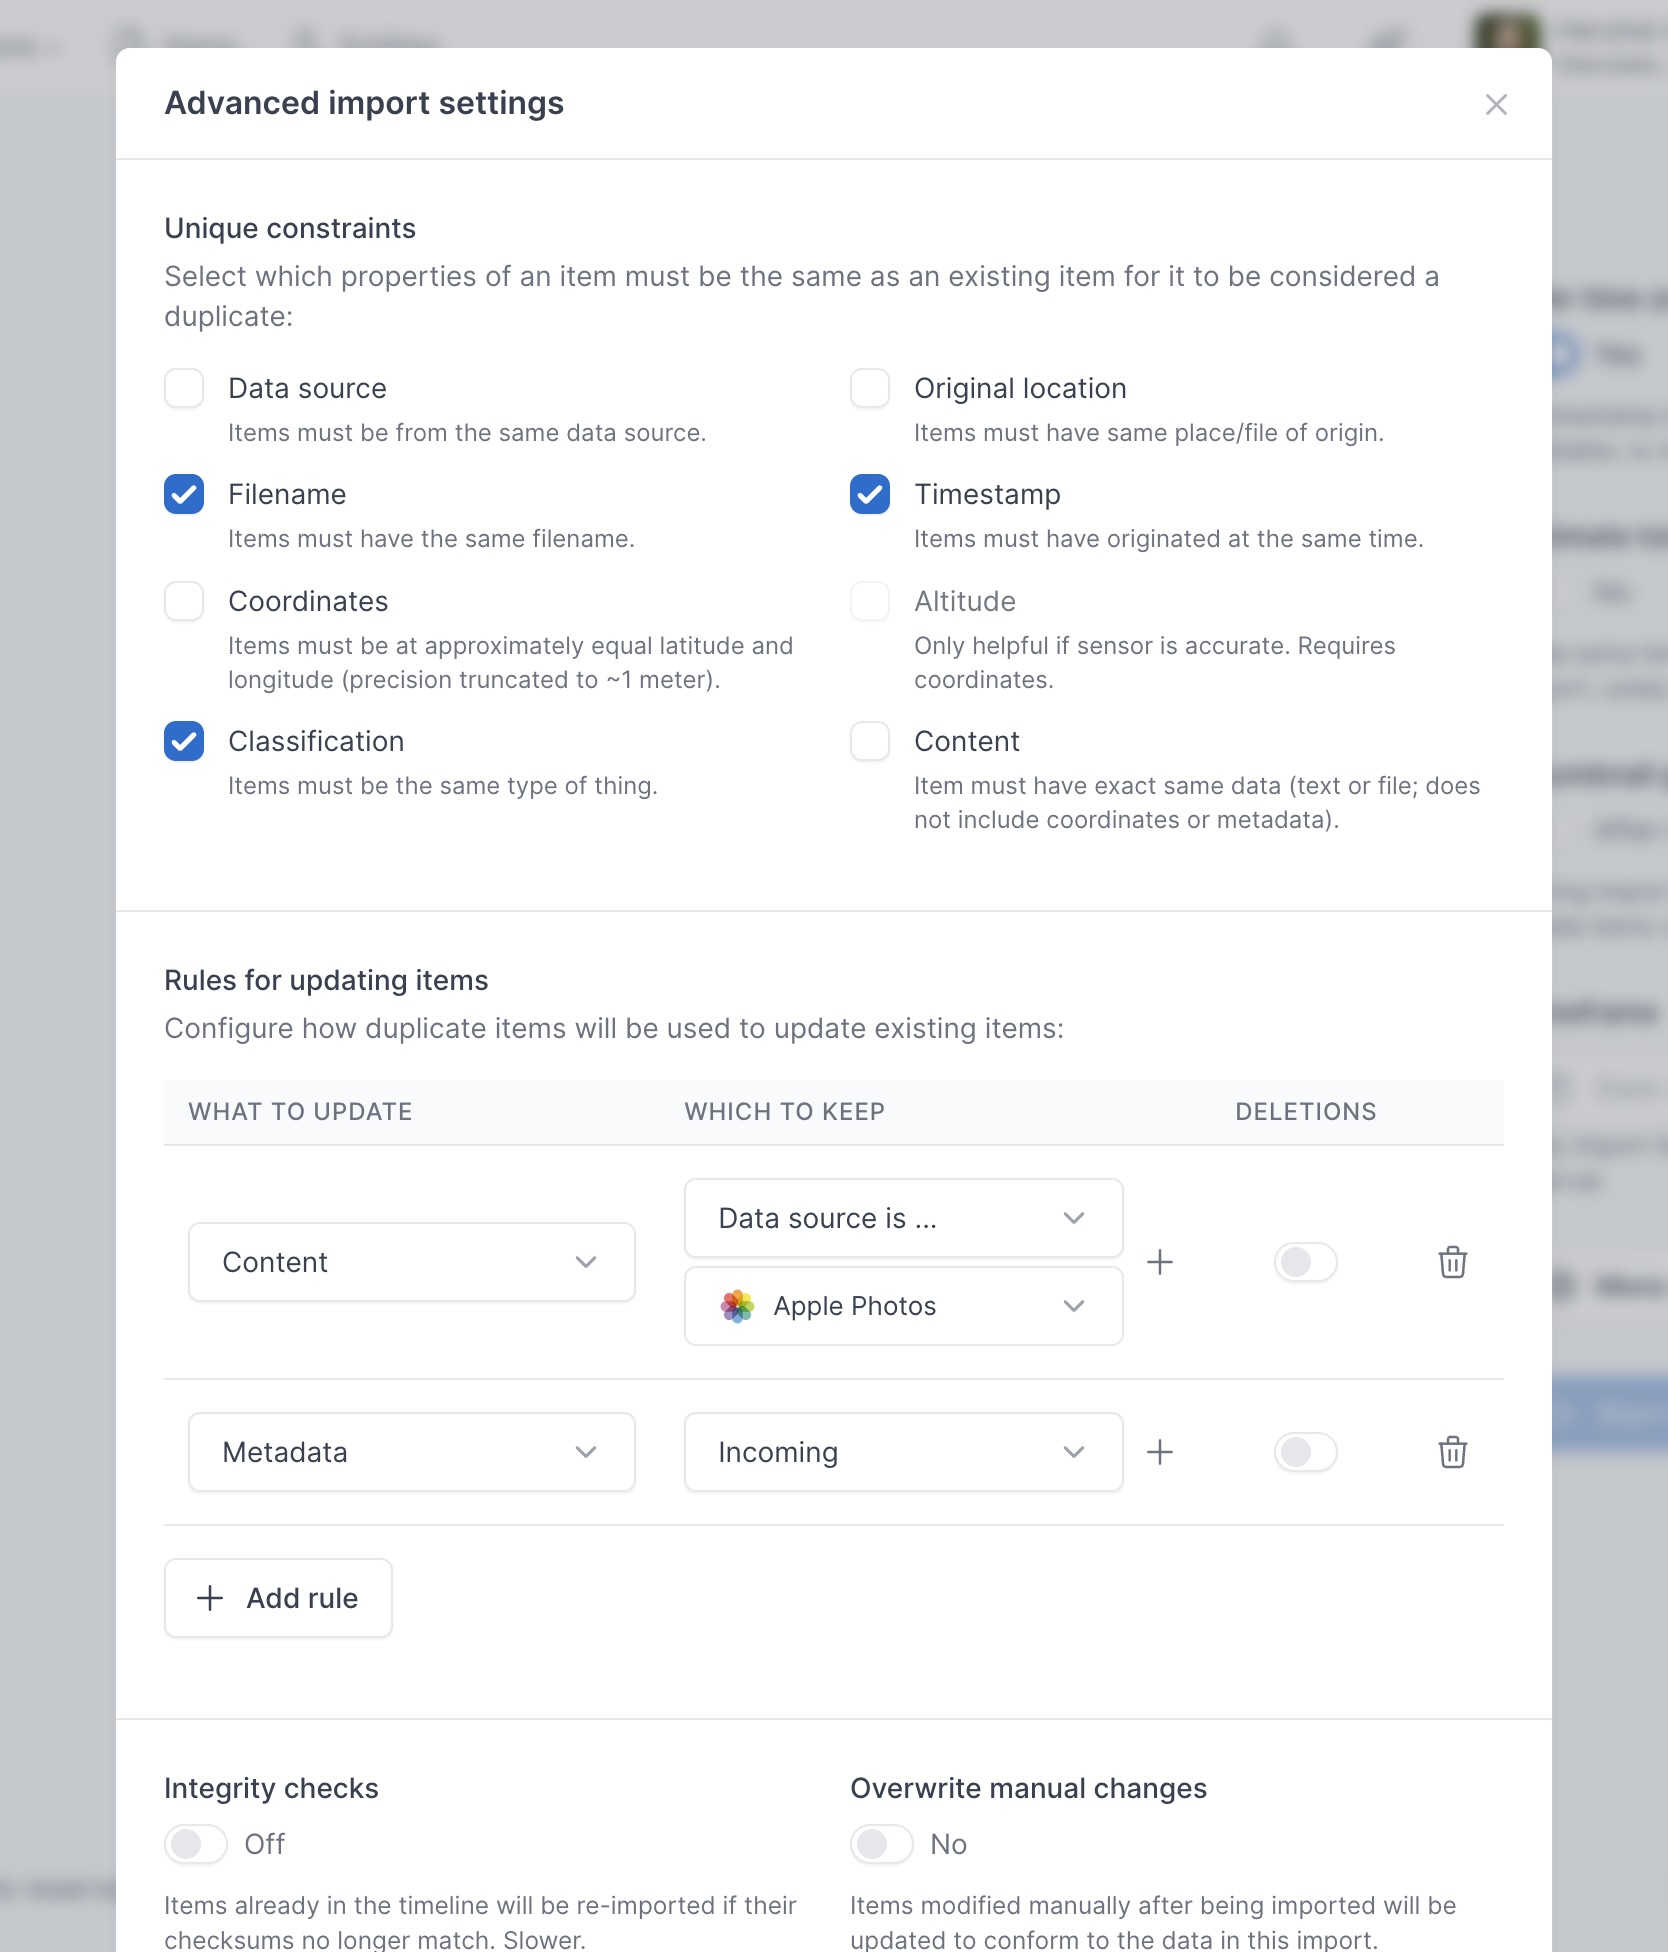 Advanced import settings
Unique constraints
Select which properties of an item must be the same as an existing item for it to be considered a
duplicate:
Data source
Items must be from the same data source.
Original location
Items must have same place/file of origin.
Filename
Items must have the same filename.
Timestamp
Items must have originated at the same time.
Coordinates
Items must be at approximately equal latitude and
longitude (precision truncated to ~1 meter).
Altitude
Only helpful if sensor is accurate. Requires
coordinates.
Classification
Items must be the same type of thing.
Content
Item must have exact same data (text or file; does
not include coordinates or metadata).
Rules for updating items
Configure how duplicate items will be used to update existing items:
WHAT TO UPDATE WHICH TO KEEP DELETIONS
Content
Data source is ...
Apple Photos
Metadata
Incoming
Add rule
Integrity checks
Off
Items already in the timeline will be re-imported if their
checksums no longer match. Slower.
Overwrite manual changes
No
Items modified manually after being imported will be
updated to conform to the data in this import.